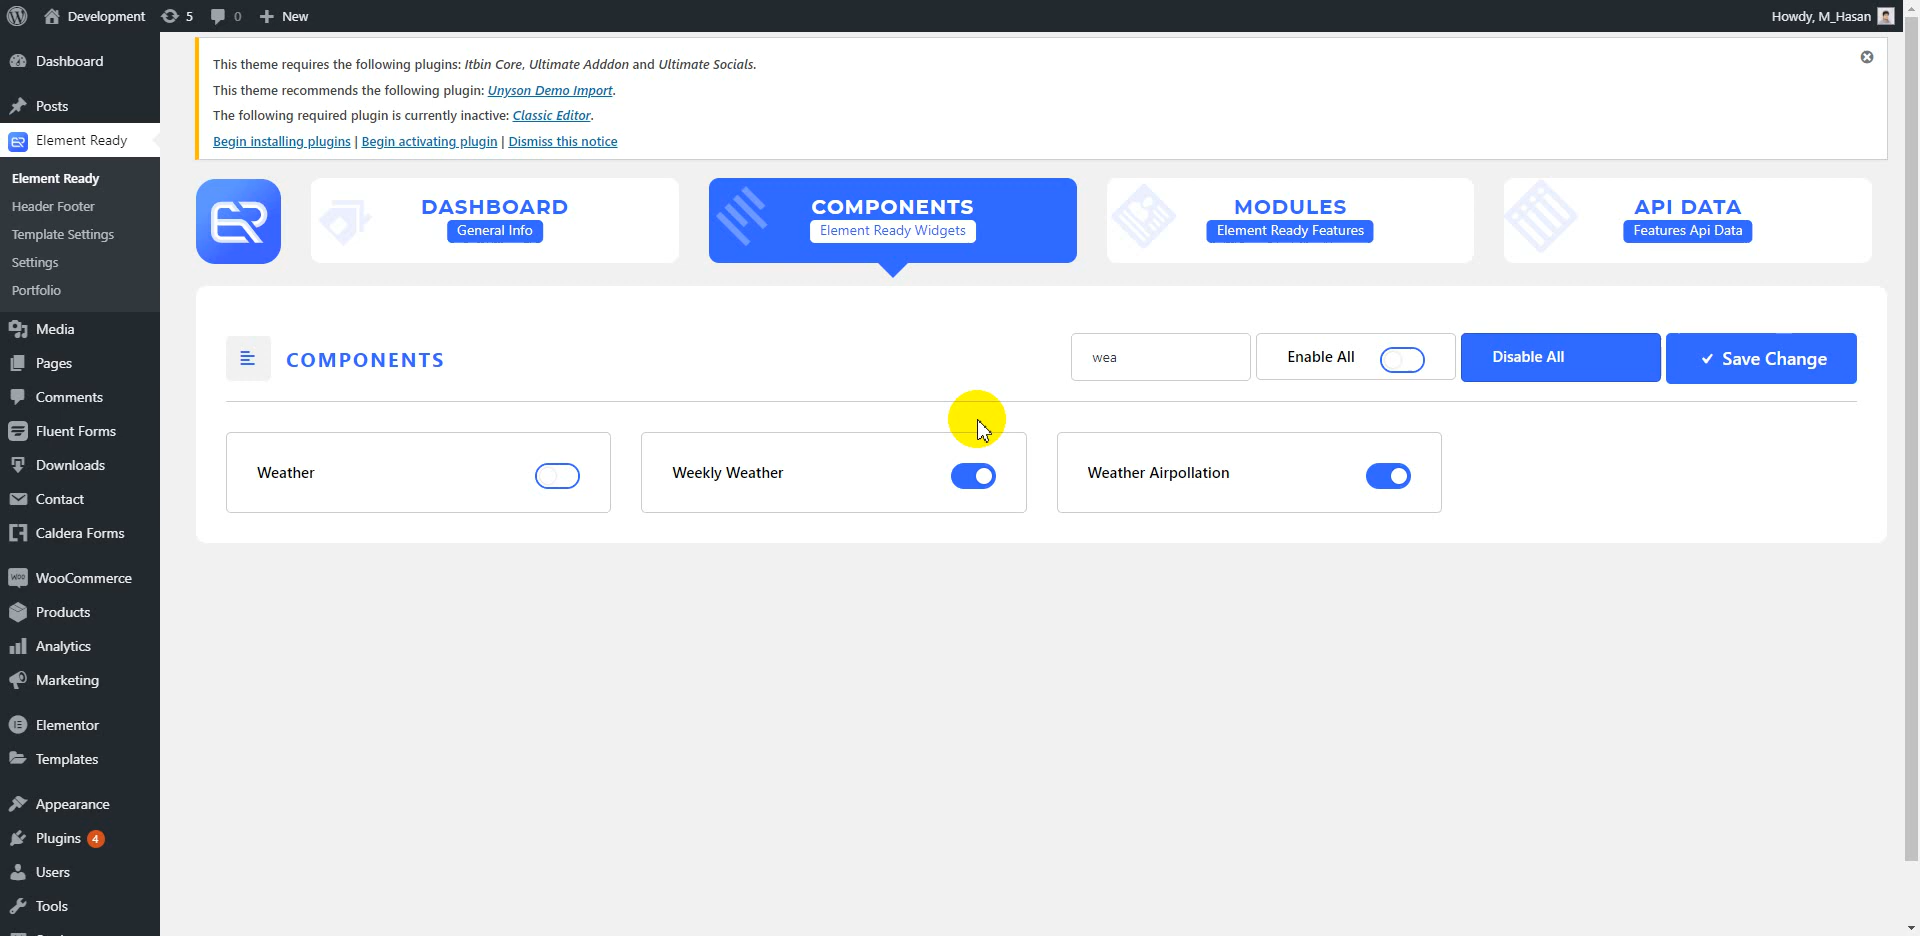 Development 5 0 New
Howdy, M_Hasan
Dashboard
Posts
Element Ready
Element Ready
Header Footer
Template Settings
Settings
Portfolio
Media
Pages
Comments
Fluent Forms
Downloads
Contact
Caldera Forms
WooCommerce
Products
Analytics
Marketing
Elementor
Templates
Appearance
Plugins 4
Users
Tools
This theme requires the following plugins: Itbin Core, Ultimate Adddon and Ultimate Socials.
This theme recommends the following plugin: Unyson Demo Import.
The following required plugin is currently inactive: Classic Editor.
Begin installing plugins | Begin activating plugin | Dismiss this notice
DASHBOARD
General Info
COMPONENTS
Element Ready Widgets
MODULES
Element Ready Features
API DATA
Features Api Data
COMPONENTS
wea
Enable All
Disable All
Save Change
Weather
Weekly Weather
Weather Airpollation